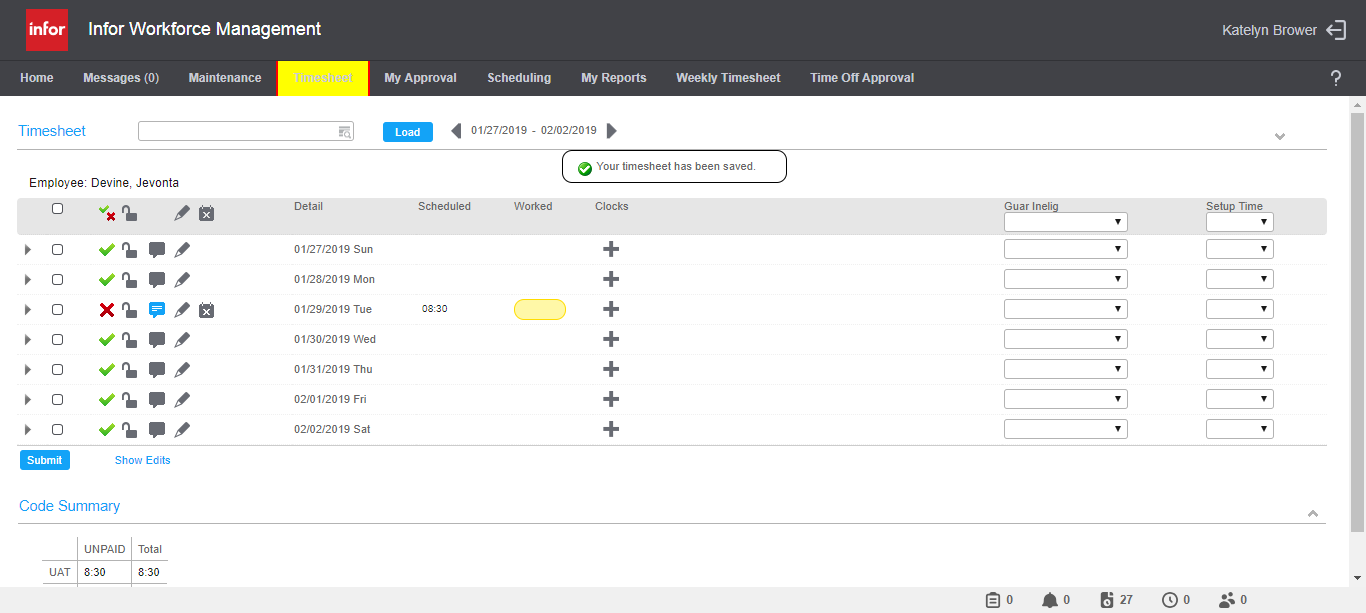 infor Infor Workforce Management Katelyn Brower
Home Messages (0) Maintenance Timesheet My Approval Scheduling My Reports Weekly Timesheet Time Off Approval ?
Timesheet Load 01/27/2019 - 02/02/2019
Your timesheet has been saved.
Employee: Devine, Jevonta
Detail Scheduled Worked Clocks Guar Inelig Setup Time
01/27/2019 Sun
01/28/2019 Mon
01/29/2019 Tue 08:30
01/30/2019 Wed
01/31/2019 Thu
02/01/2019 Fri
02/02/2019 Sat
Submit Show Edits
Code Summary
UNPAID Total
UAT 8:30 8:30
0 0 27 0 0